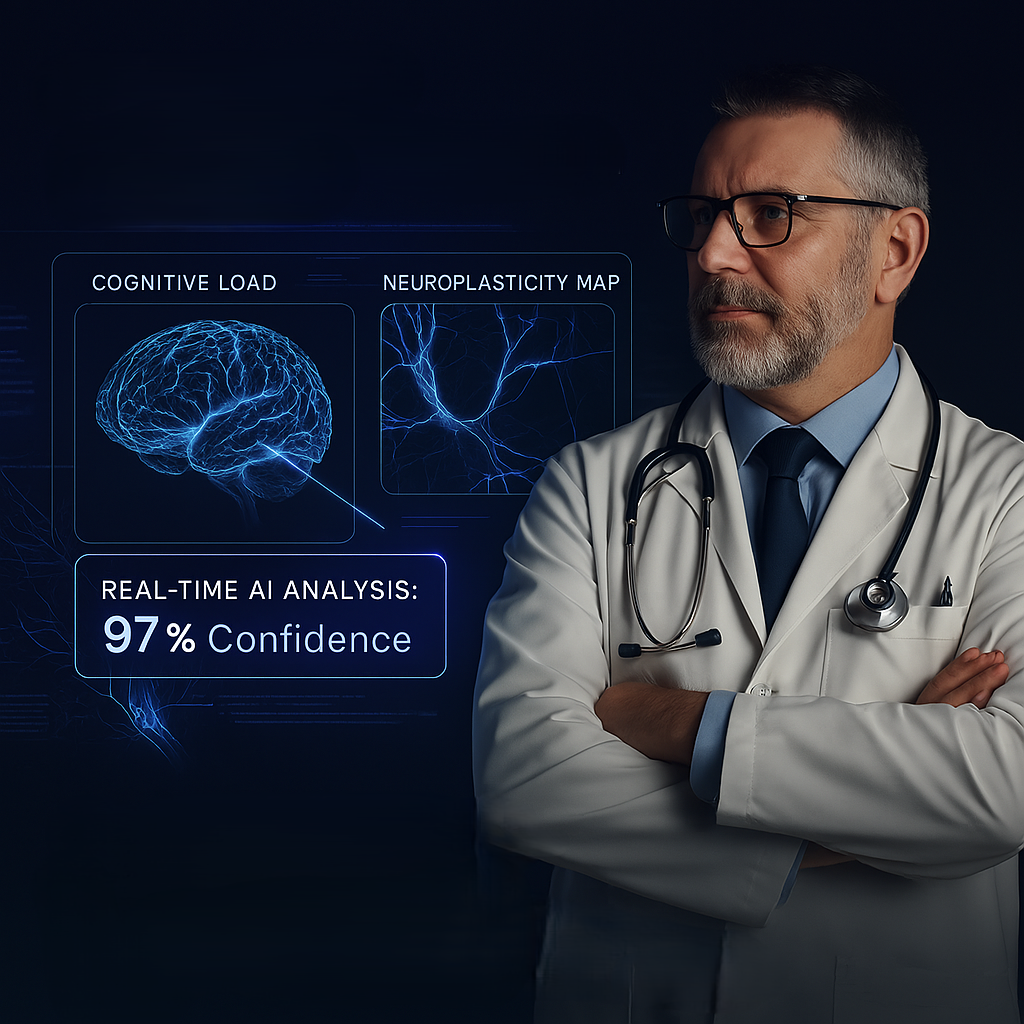 COGNITIVE LOAD
NEUROPLASTICITY MAP
REAL-TIME AI ANALYSIS:
97% Confidence